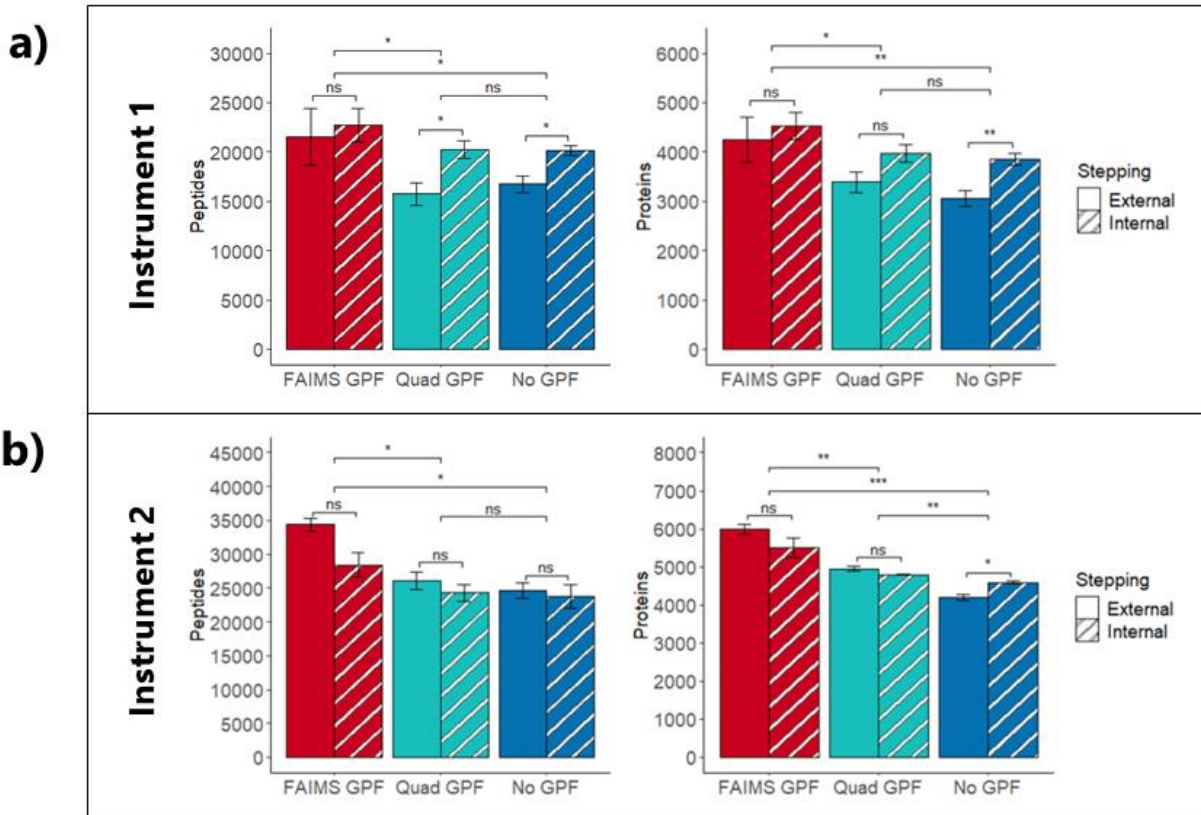 a)
Instrument 1
Peptides
30000
25000
20000
15000
10000
5000
0
*
*
ns
ns
*
*
FAIMS GPF Quad GPF No GPF
Proteins
6000
5000
4000
3000
2000
1000
0
*
**
ns
ns
ns
**
FAIMS GPF Quad GPF No GPF
Stepping
External
Internal
b)
Instrument 2
Peptides
45000
40000
35000
30000
25000
20000
15000
10000
5000
0
*
*
ns
ns
ns
ns
FAIMS GPF Quad GPF No GPF
Proteins
8000
7000
6000
5000
4000
3000
2000
1000
0
**
***
ns
**
ns
*
FAIMS GPF Quad GPF No GPF
Stepping
External
Internal